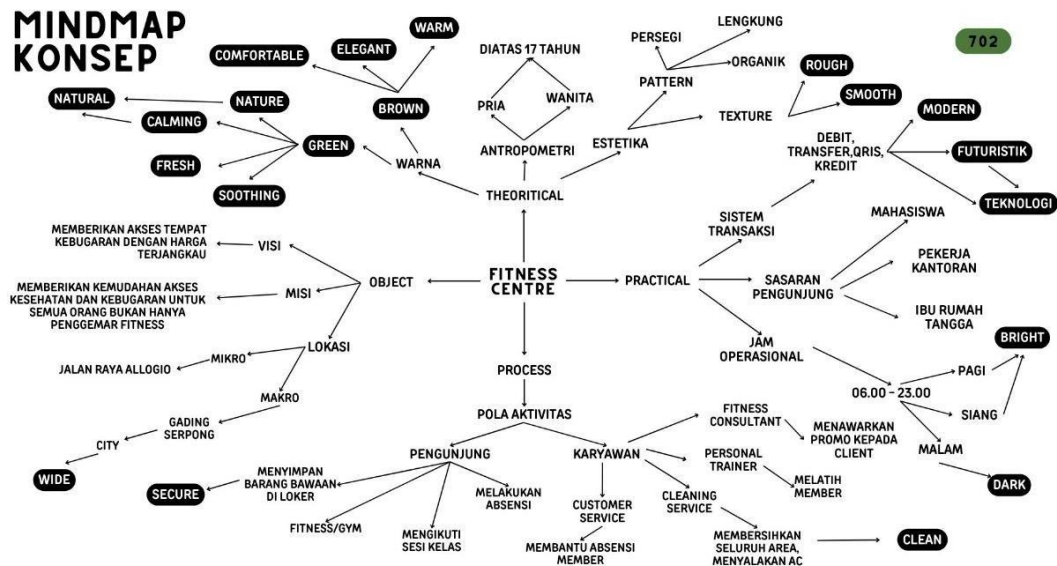 MINDMAP
KONSEP
702
COMFORTABLE
ELEGANT
WARM
BROWN
NATURAL
NATURE
CALMING
FRESH
SOOTHING
GREEN
WARNA
DIATAS 17 TAHUN
PRIA
WANITA
ANTROPOMETRI
THEORITICAL
ESTETIKA
PATTERN
PERSEGI
LENGKUNG
ORGANIK
TEXTURE
ROUGH
SMOOTH
FITNESS
CENTRE
PRACTICAL
SISTEM
TRANSAKSI
DEBIT,
TRANSFER,QRIS,
KREDIT
MODERN
FUTURISTIK
TEKNOLOGI
SASARAN
PENGUNJUNG
MAHASISWA
PEKERJA
KANTORAN
IBU RUMAH
TANGGA
JAM
OPERASIONAL
06.00 - 23.00
PAGI
SIANG
MALAM
BRIGHT
DARK
OBJECT
VISI
MEMBERIKAN AKSES TEMPAT
KEBUGARAN DENGAN HARGA
TERJANGKAU
MISI
MEMBERIKAN KEMUDAHAN AKSES
KESEHATAN DAN KEBUGARAN UNTUK
SEMUA ORANG BUKAN HANYA
PENGGEMAR FITNESS
LOKASI
MIKRO
JALAN RAYA ALLOGIO
MAKRO
GADING
SERPONG
CITY
WIDE
PROCESS
POLA AKTIVITAS
PENGUNJUNG
MENYIMPAN
BARANG BAWAAN
DI LOKER
SECURE
FITNESS/GYM
MENGIKUTI
SESI KELAS
MELAKUKAN
ABSENSI
KARYAWAN
FITNESS
CONSULTANT
MENAWARKAN
PROMO KEPADA
CLIENT
PERSONAL
TRAINER
MELATIH
MEMBER
CLEANING
SERVICE
MEMBERSIHKAN
SELURUH AREA,
MENYALAKAN AC
CLEAN
CUSTOMER
SERVICE
MEMBANTU ABSENSI
MEMBER